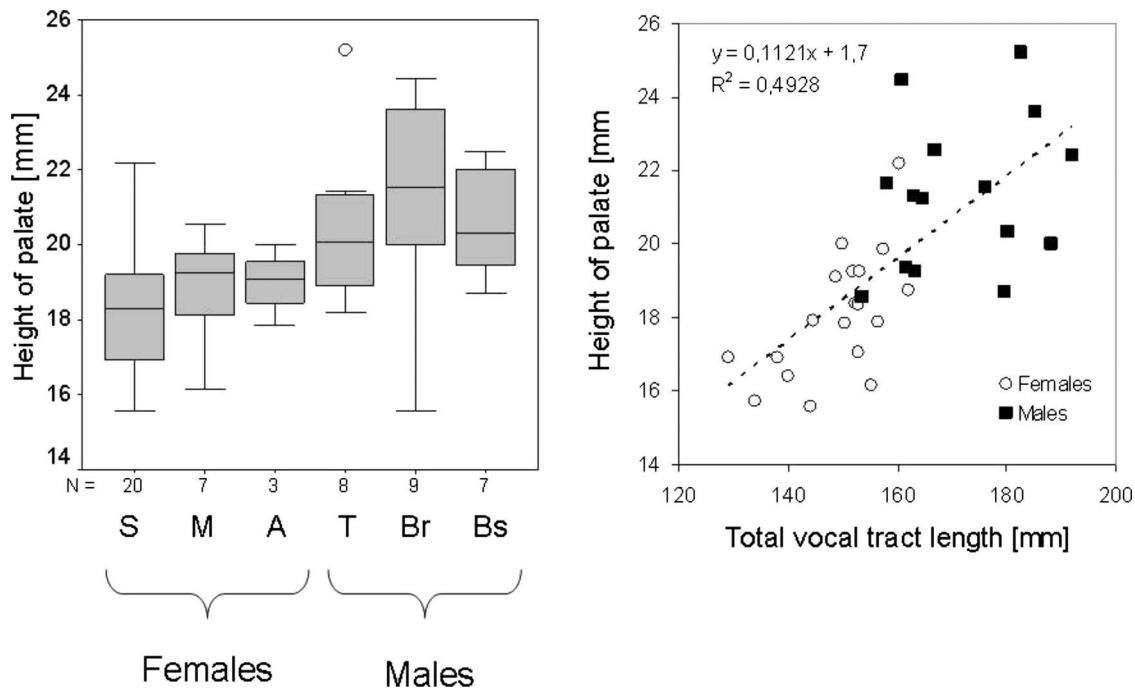 Height of palate [mm]
26
24
22
20
18
16
14
N = 20 7 3 8 9 7
S M A T Br Bs
Females Males
Height of palate [mm
26
24
22
20
18
16
14
y = 0,1121x + 1,7
R² = 0,4928
Females
Males
120 140 160 180 200
Total vocal tract length [mm]